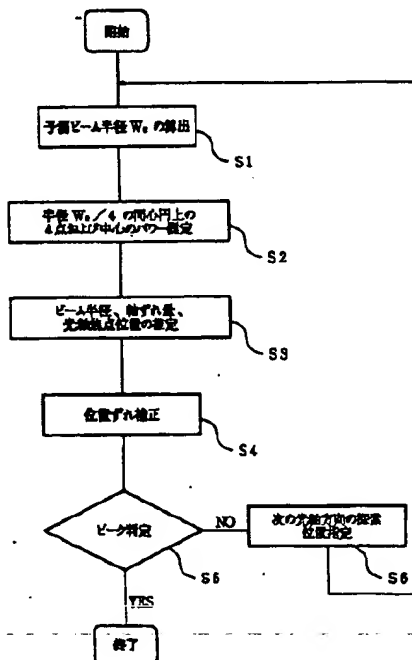 開始
予測ビーム半径 W₀ の算出
S1
半径 W₀／4 の同心円上の
4点および中心のパワー測定
S2
ビーム半径、軸ずれ量、
光軸焦点位置の推定
S3
位置ずれ補正
S4
ピーク判定
NO
S5
次の光軸方向の探索
位置指定
S6
YES
終了